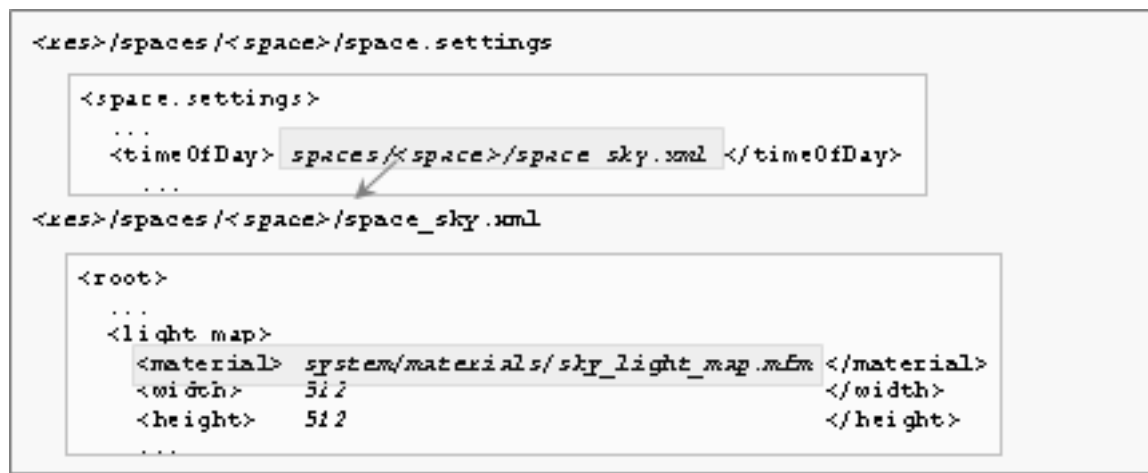 <res>/spaces/<space>/space.settings
<space.settings>
...
<timeOfDay> spaces/<space>/space_sky.xml </timeOfDay>
...
<res>/spaces/<space>/space_sky.xml
<root>
...
<light_map>
<material> system/materials/sky_light_map.mfm </material>
<width> 512 </width>
<height> 512 </height>
...